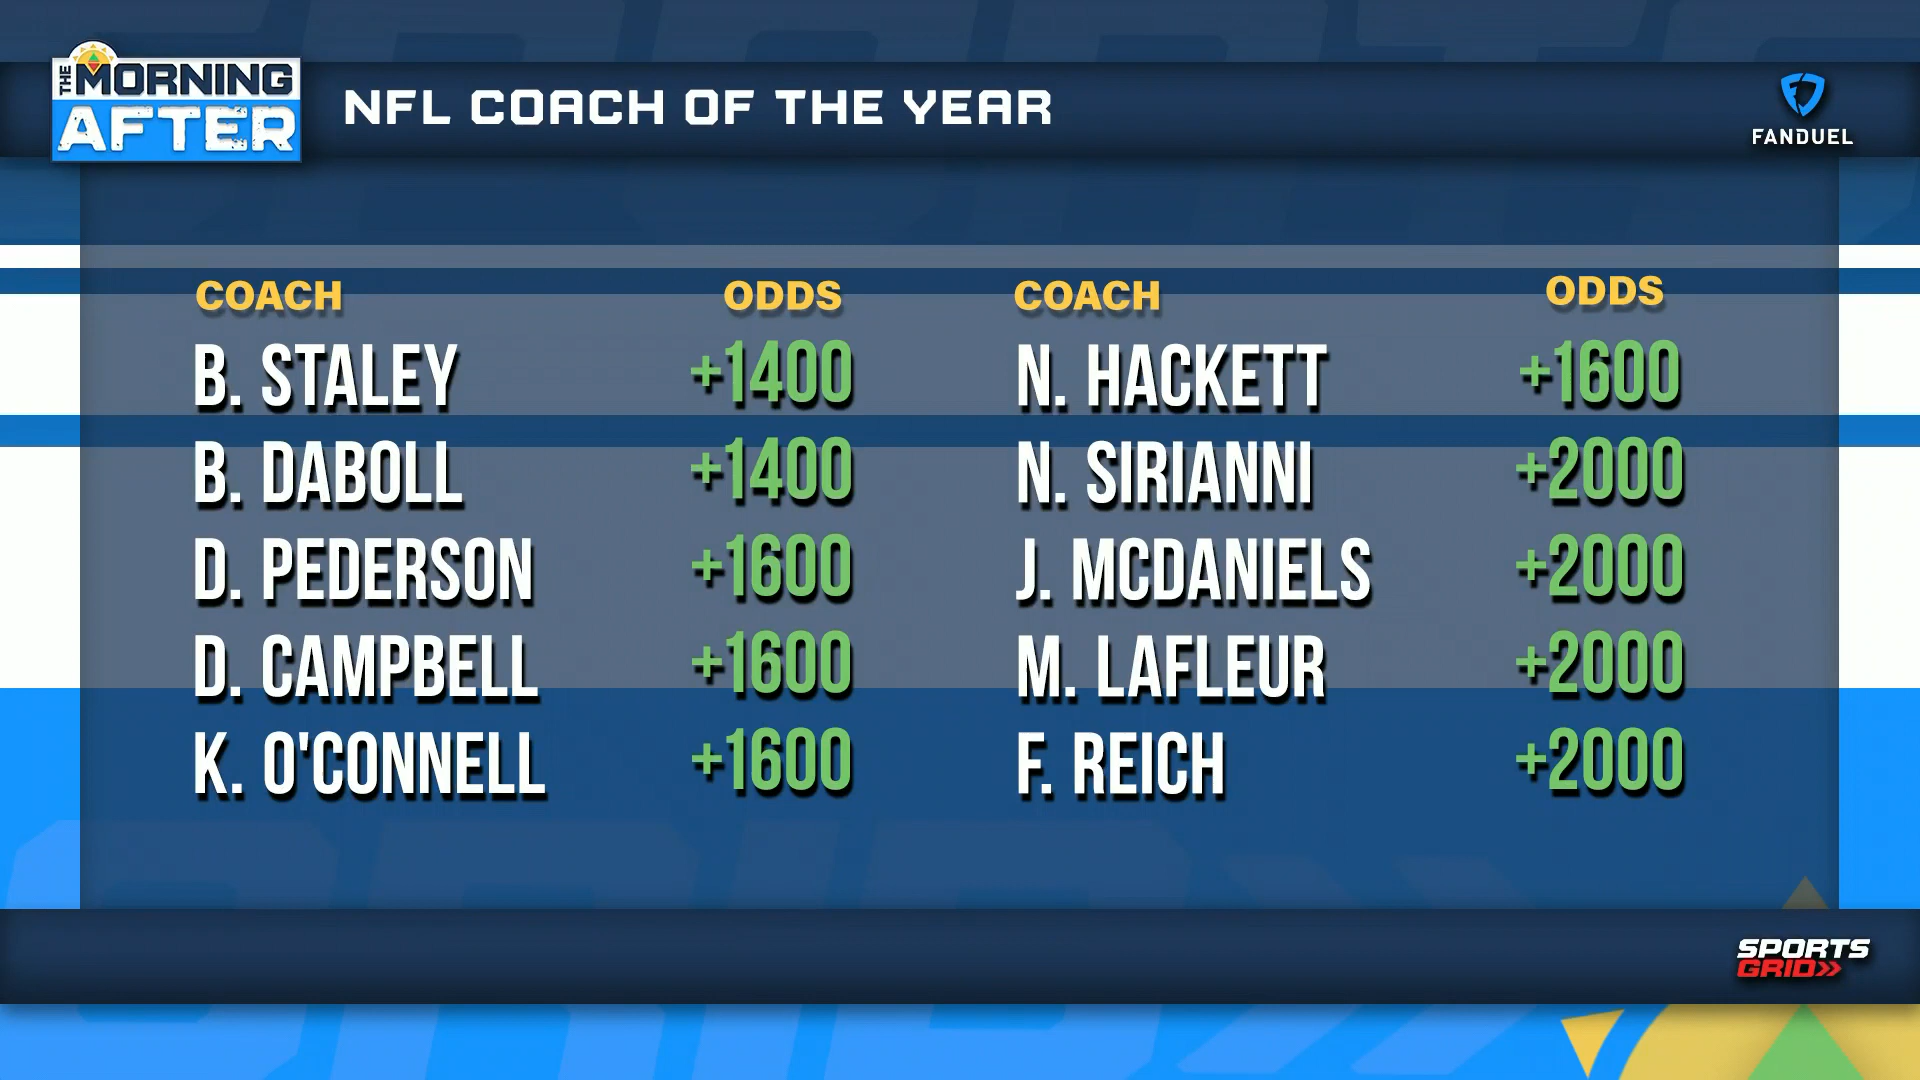 THE MORNING
AFTER
NFL COACH OF THE YEAR
FANDUEL
COACH ODDS COACH ODDS
B. STALEY +1400 N. HACKETT +1600
B. DABOLL +1400 N. SIRIANNI +2000
D. PEDERSON +1600 J. MCDANIELS +2000
D. CAMPBELL +1600 M. LAFLEUR +2000
K. O'CONNELL +1600 F. REICH +2000
SPORTS
GRID